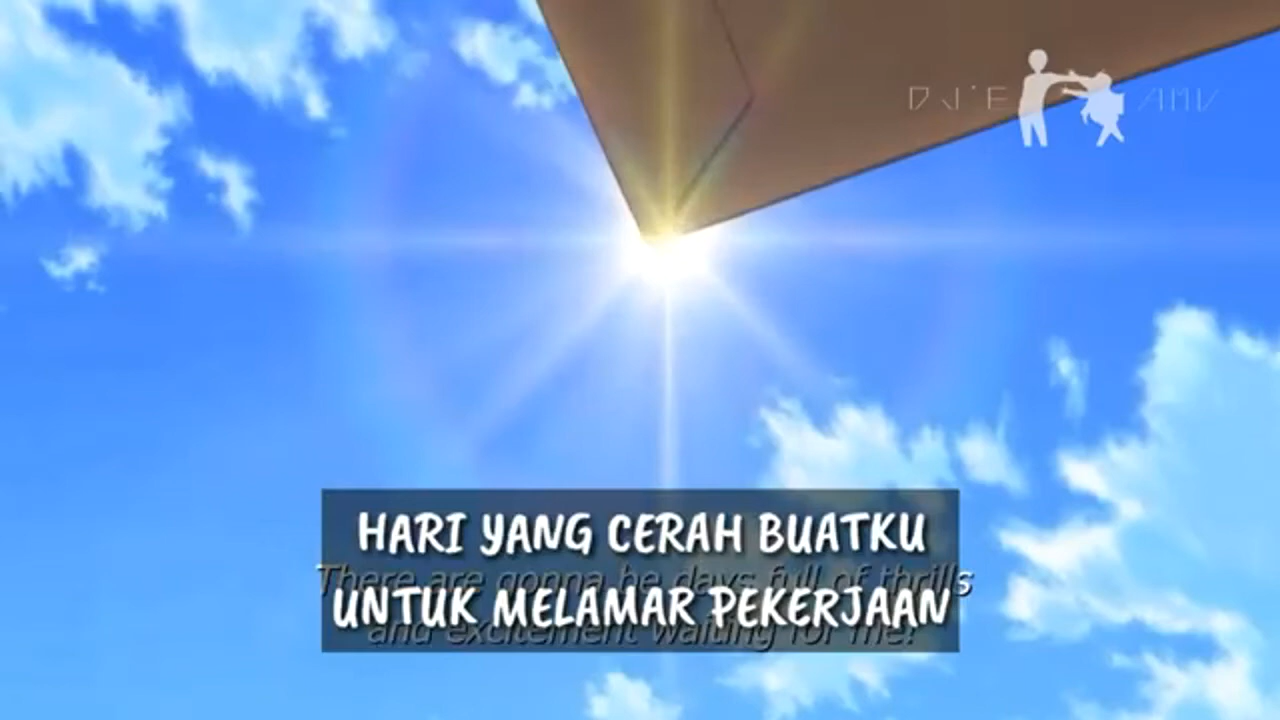 HARI YANG CERAH BUATKU
There are gonna be days full of thrills
UNTUK MELAMAR PEKERJAAN
and excitement waiting for me!